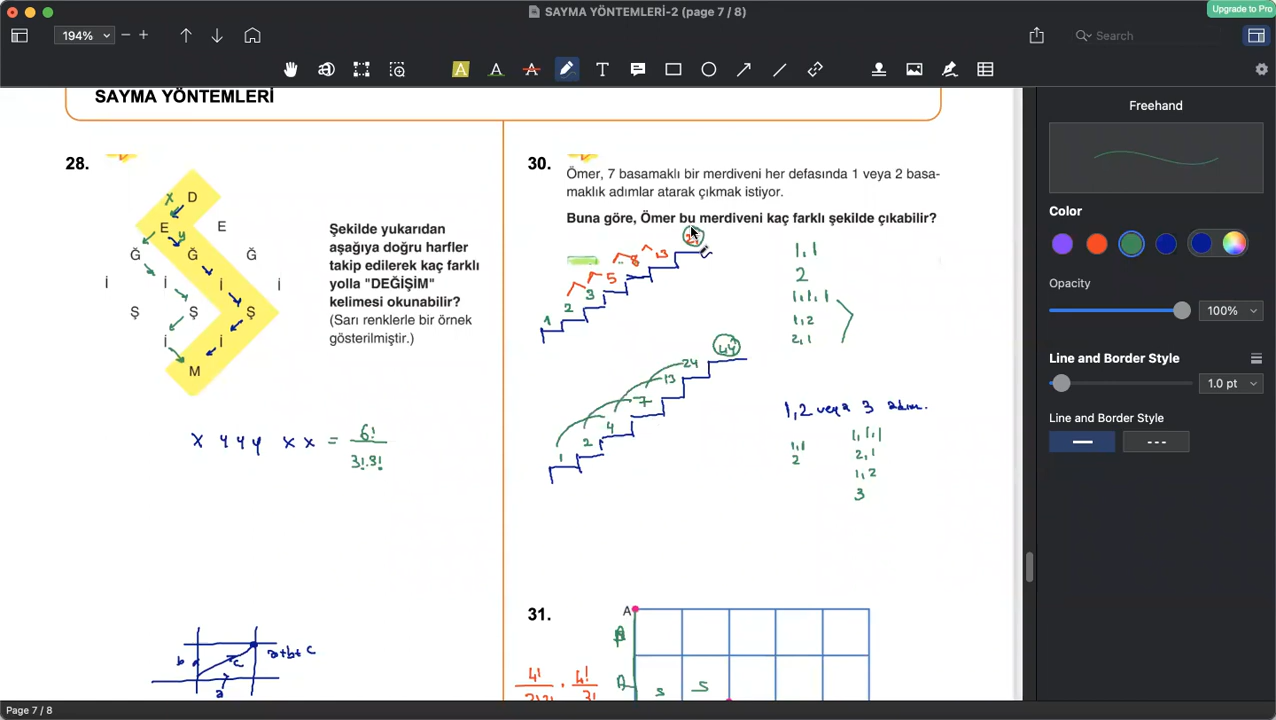 SAYMA YÖNTEMLERİ-2 (page 7 / 8)
Upgrade to Pro
194%
Search
SAYMA YÖNTEMLERİ
28.
X D
E y E
Ğ Ğ Ğ
İ İ İ İ
Ş Ş Ş
İ İ
M
Şekilde yukarıdan
aşağıya doğru harfler
takip edilerek kaç farklı
yolla "DEĞİŞİM"
kelimesi okunabilir?
(Sarı renklerle bir örnek
gösterilmiştir.)
x y y y x x = 6!
3!.3!
b c a+b+c
a
30.
Ömer, 7 basamaklı bir merdiveni her defasında 1 veya 2 basa-
maklık adımlar atarak çıkmak istiyor.
Buna göre, Ömer bu merdiveni kaç farklı şekilde çıkabilir?
1 2 3 5 8 13
1,1
2
1,1,1
1,2
2,1
1 2 4 7 13 24 44
1,2 veya 3 adım.
1,1
2
1,1,1
2,1
1,2
3
31.
A
A
S S
4! . 4!
Freehand
Color
Opacity
100%
Line and Border Style
1.0 pt
Line and Border Style
Page 7 / 8